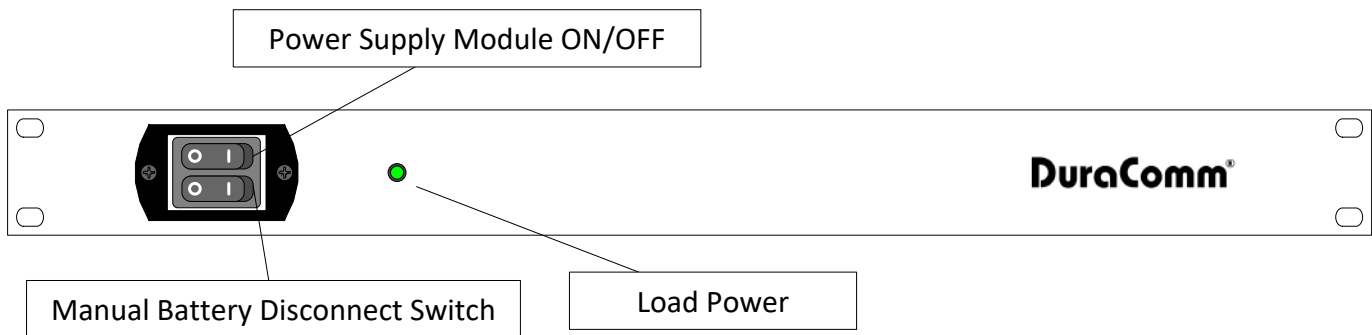 Power Supply Module ON/OFF
O I
O I
DuraComm®
Manual Battery Disconnect Switch
Load Power